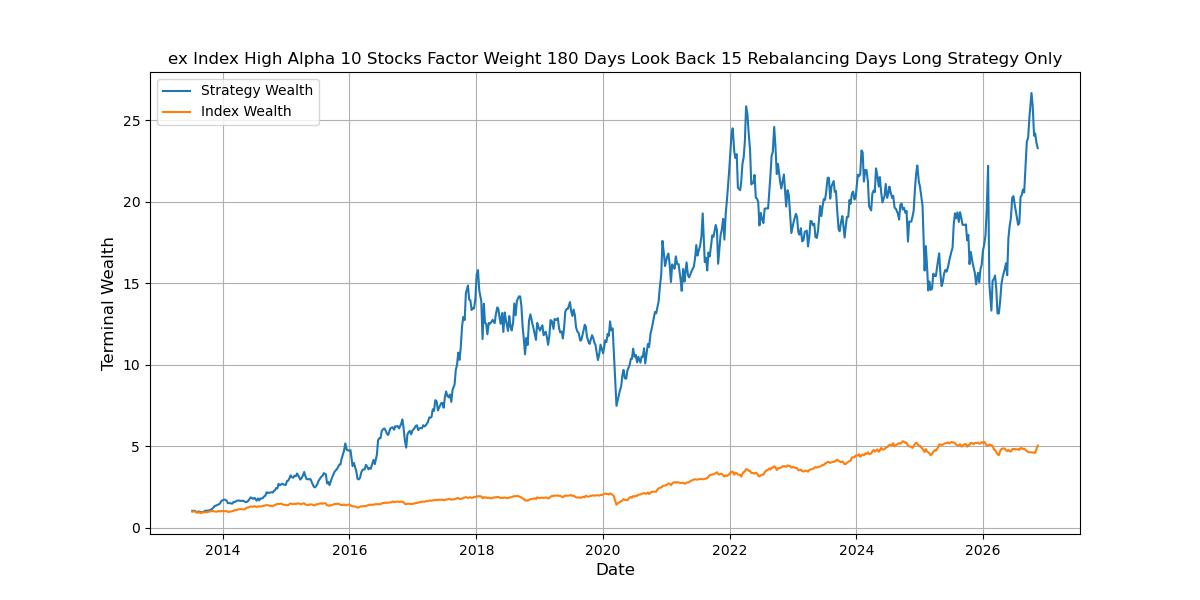 ex Index High Alpha 10 Stocks Factor Weight 180 Days Look Back 15 Rebalancing Days Long Strategy Only
Strategy Wealth
Index Wealth
Terminal Wealth
25
20
15
10
5
0
2014 2016 2018 2020 2022 2024 2026
Date